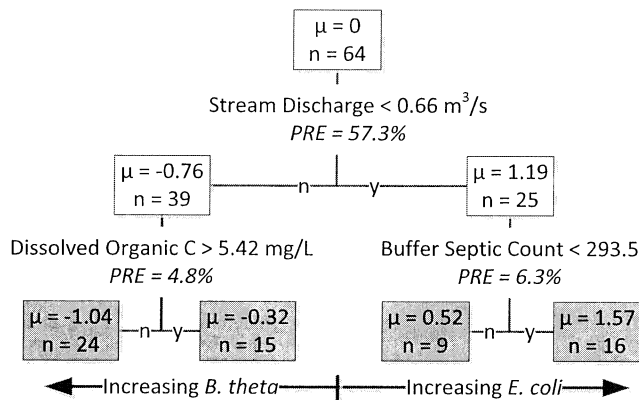 μ = 0
n = 64
Stream Discharge < 0.66 m³/s
PRE = 57.3%
μ = -0.76
n = 39
n
y
μ = 1.19
n = 25
Dissolved Organic C > 5.42 mg/L
PRE = 4.8%
Buffer Septic Count < 293.5
PRE = 6.3%
μ = -1.04
n = 24
n
y
μ = -0.32
n = 15
μ = 0.52
n = 9
n
y
μ = 1.57
n = 16
Increasing B. theta
Increasing E. coli